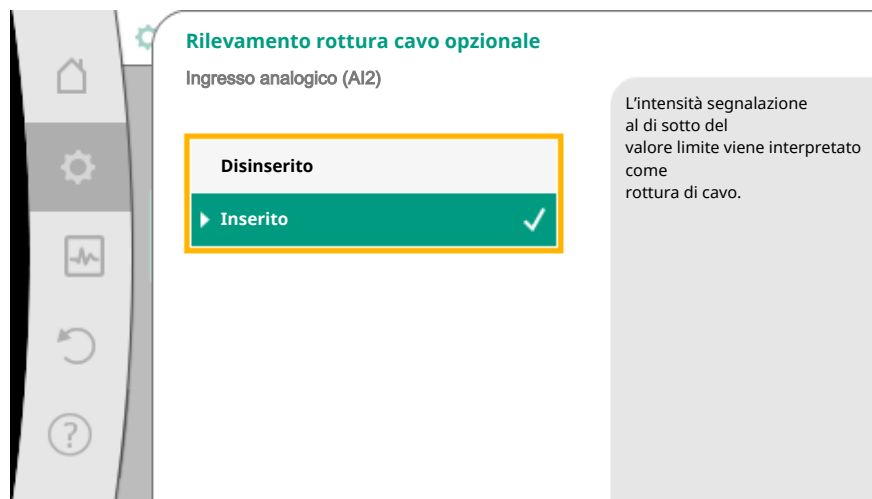 Rilevamento rottura cavo opzionale
Ingresso analogico (AI2)
Disinserito
Inserito
L'intensità segnalazione
al di sotto del
valore limite viene interpretato
come
rottura di cavo.
?